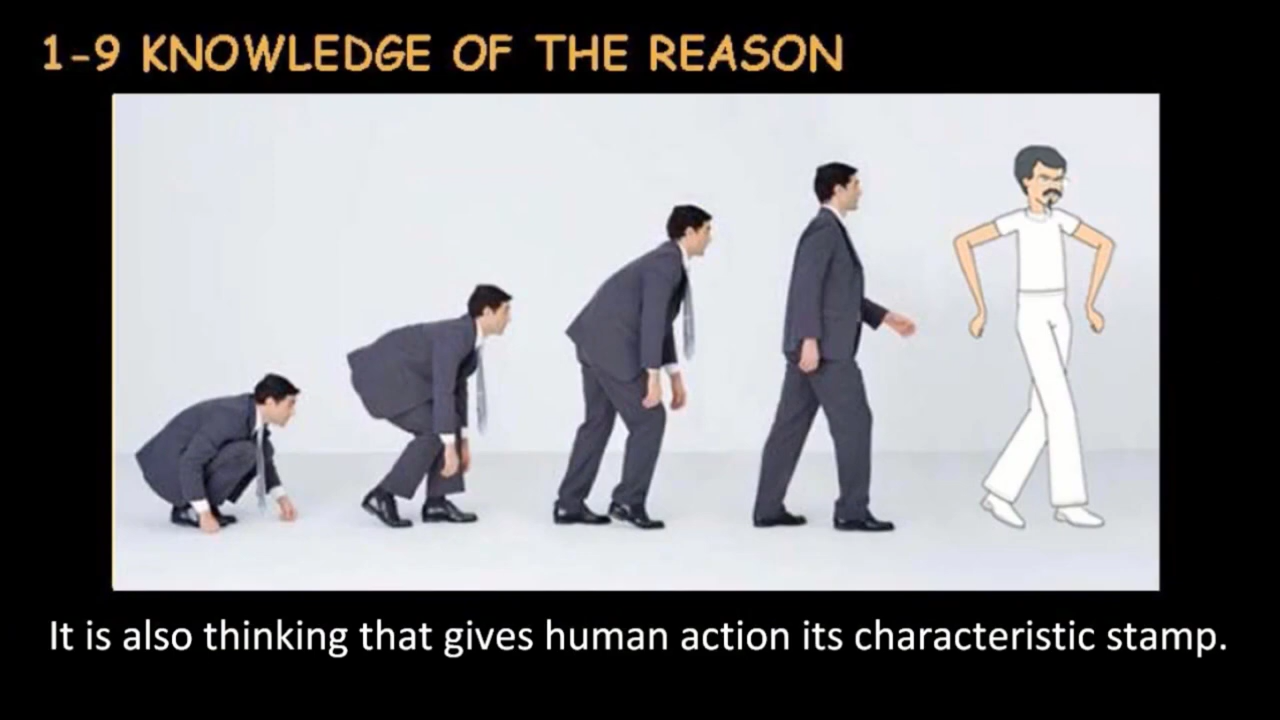 1-9 KNOWLEDGE OF THE REASON
It is also thinking that gives human action its characteristic stamp.